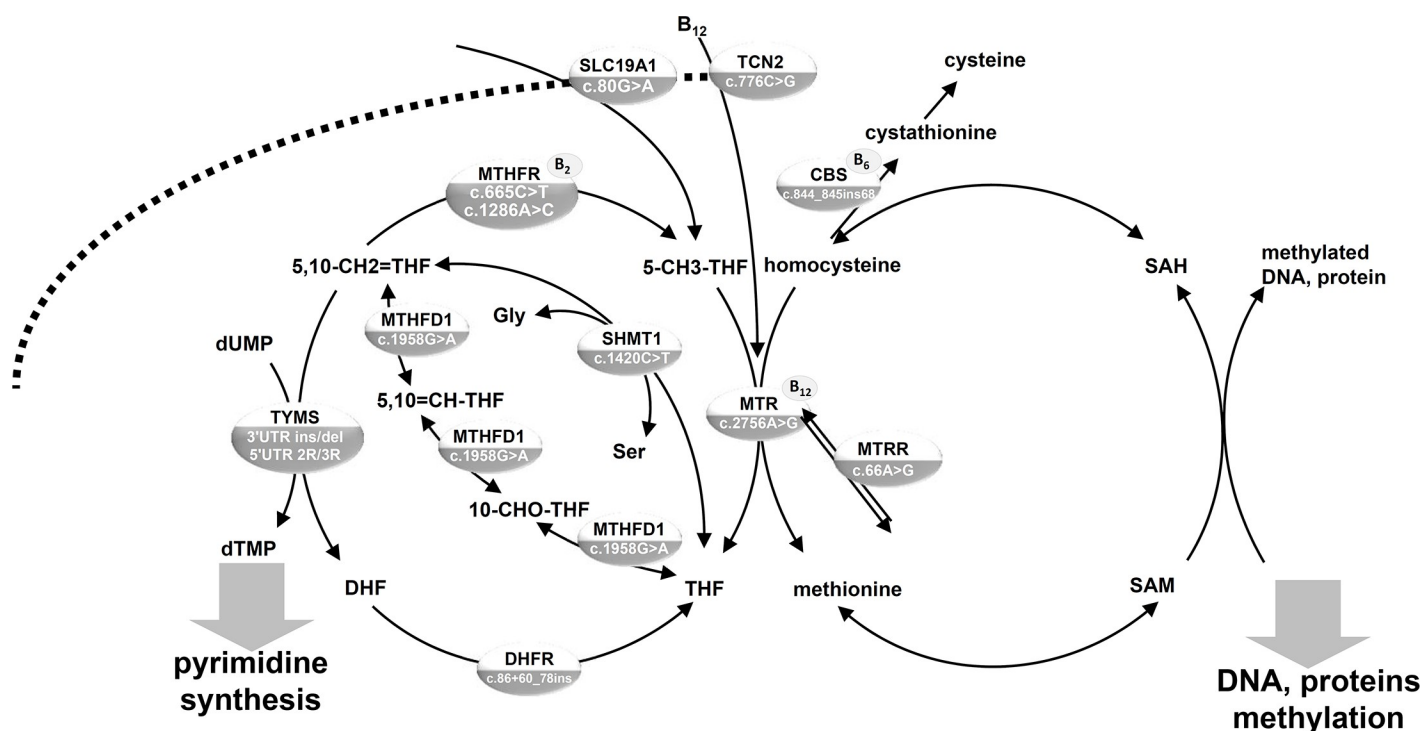 B12
SLC19A1
c.80G>A
TCN2
c.776C>G
cysteine
cystathionine
B6
CBS
c.844_845ins68
B2
MTHFR
c.665C>T
c.1286A>C
5,10-CH2=THF
5-CH3-THF
homocysteine
SAH
methylated
DNA, protein
MTHFD1
c.1958G>A
Gly
SHMT1
c.1420C>T
dUMP
5,10=CH-THF
B12
MTR
c.2756A>G
TYMS
3'UTR ins/del
5'UTR 2R/3R
MTHFD1
c.1958G>A
Ser
MTRR
c.66A>G
10-CHO-THF
MTHFD1
c.1958G>A
dTMP
DHF
THF
methionine
SAM
pyrimidine
synthesis
DHFR
c.86+60_78ins
DNA, proteins
methylation